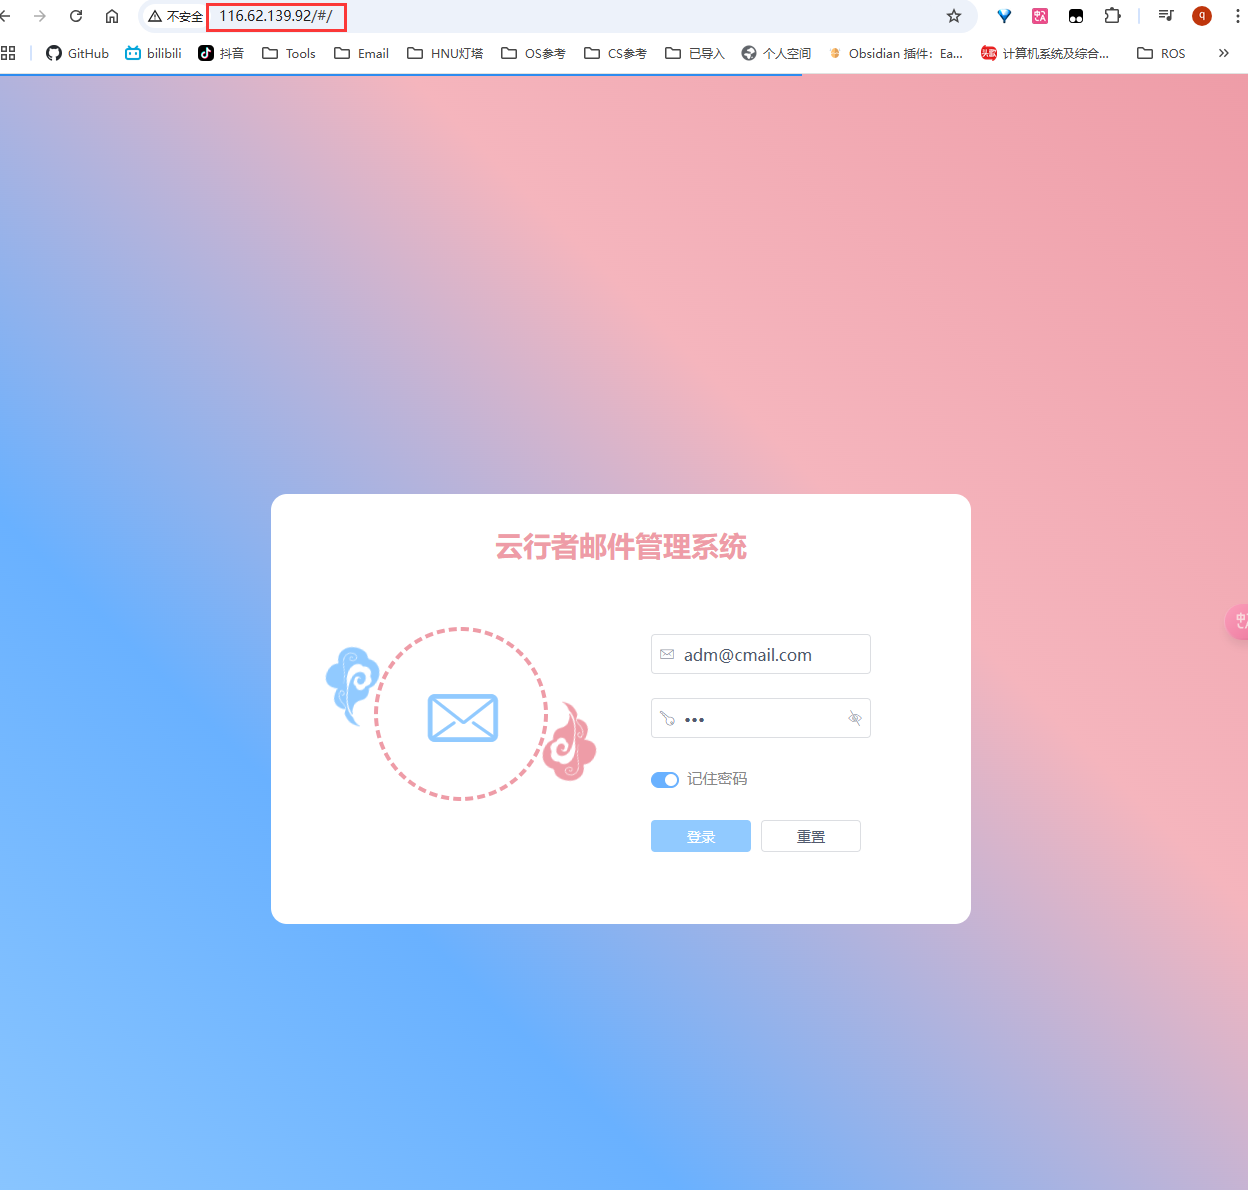 不安全 116.62.139.92/#/ q
GitHub bilibili 抖音 Tools Email HNU灯塔 OS参考 CS参考 已导入 个人空间 Obsidian 插件：Ea... 头歌 计算机系统及综合... ROS
云行者邮件管理系统
adm@cmail.com
•••
记住密码
登录 重置